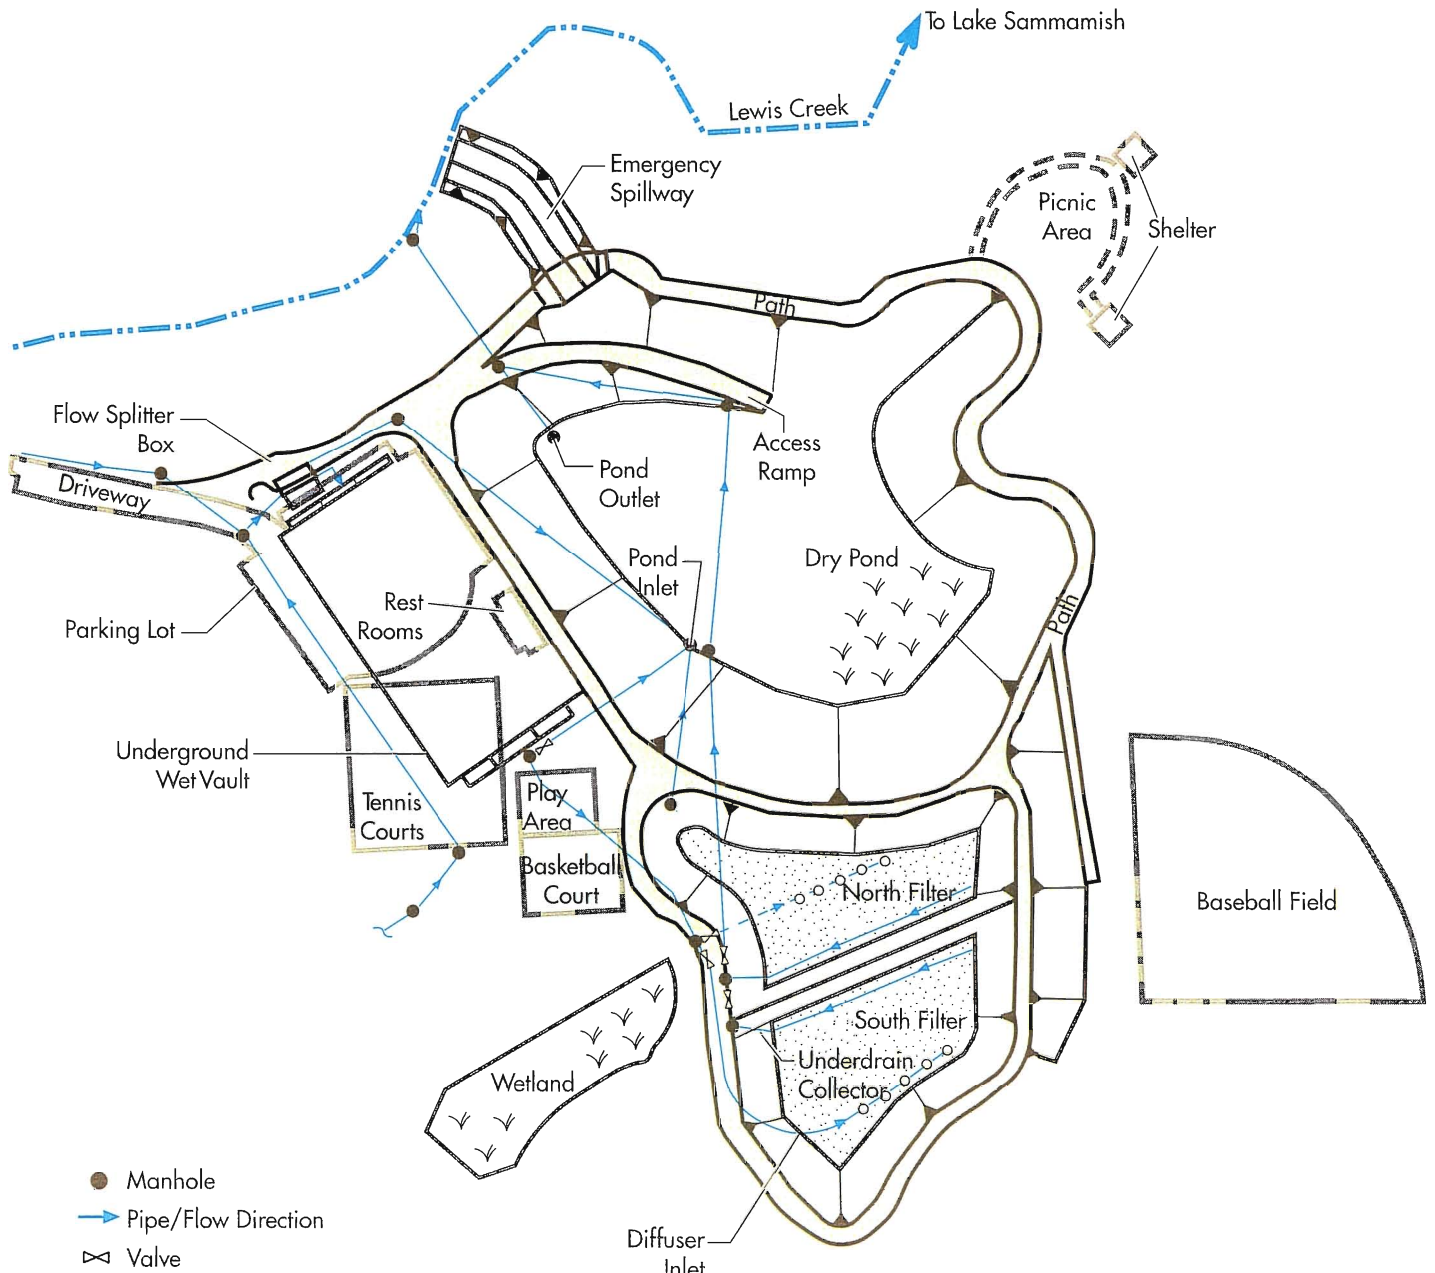 To Lake Sammamish
Lewis Creek
Emergency
Spillway
Picnic
Area
Shelter
Path
Flow Splitter
Box
Driveway
Access
Ramp
Pond
Outlet
Pond
Inlet
Dry Pond
Rest
Rooms
Parking Lot
Path
Underground
Wet Vault
Tennis
Courts
Play
Area
Basketball
Court
North Filter
Baseball Field
South Filter
Underdrain
Collector
Wetland
Manhole
Pipe/Flow Direction
Valve
Diffuser
Inlet